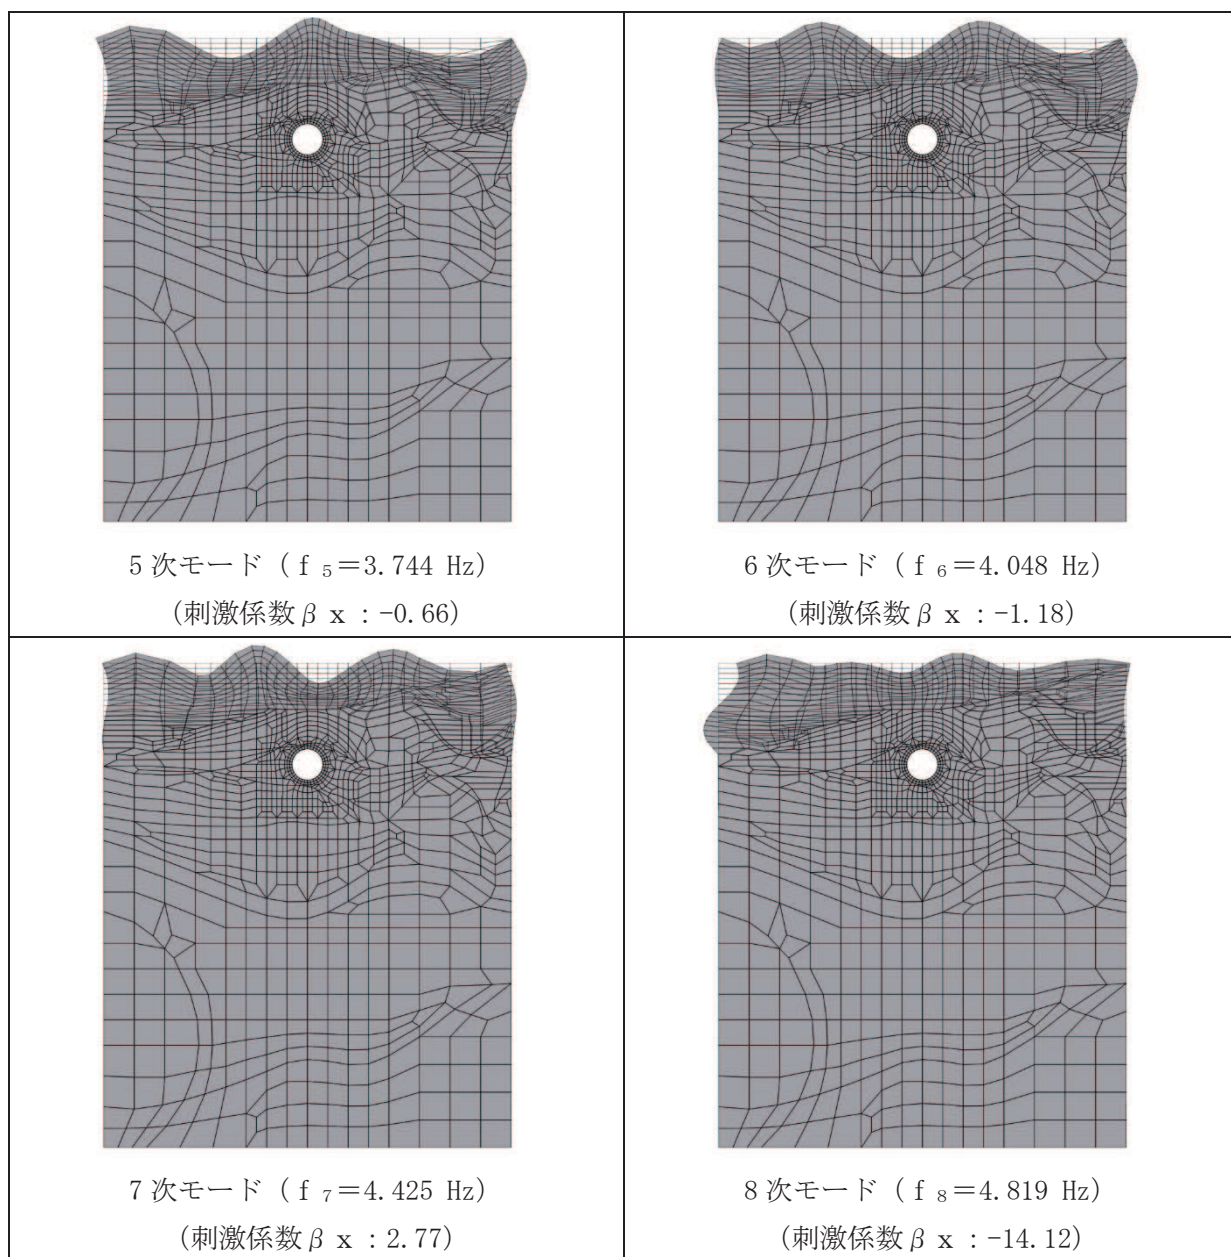 5 次モード（ｆ₅＝3.744 Hz）
（刺激係数βｘ：-0.66）
6 次モード（ｆ₆＝4.048 Hz）
（刺激係数βｘ：-1.18）
7 次モード（ｆ₇＝4.425 Hz）
（刺激係数βｘ：2.77）
8 次モード（ｆ₈＝4.819 Hz）
（刺激係数βｘ：-14.12）